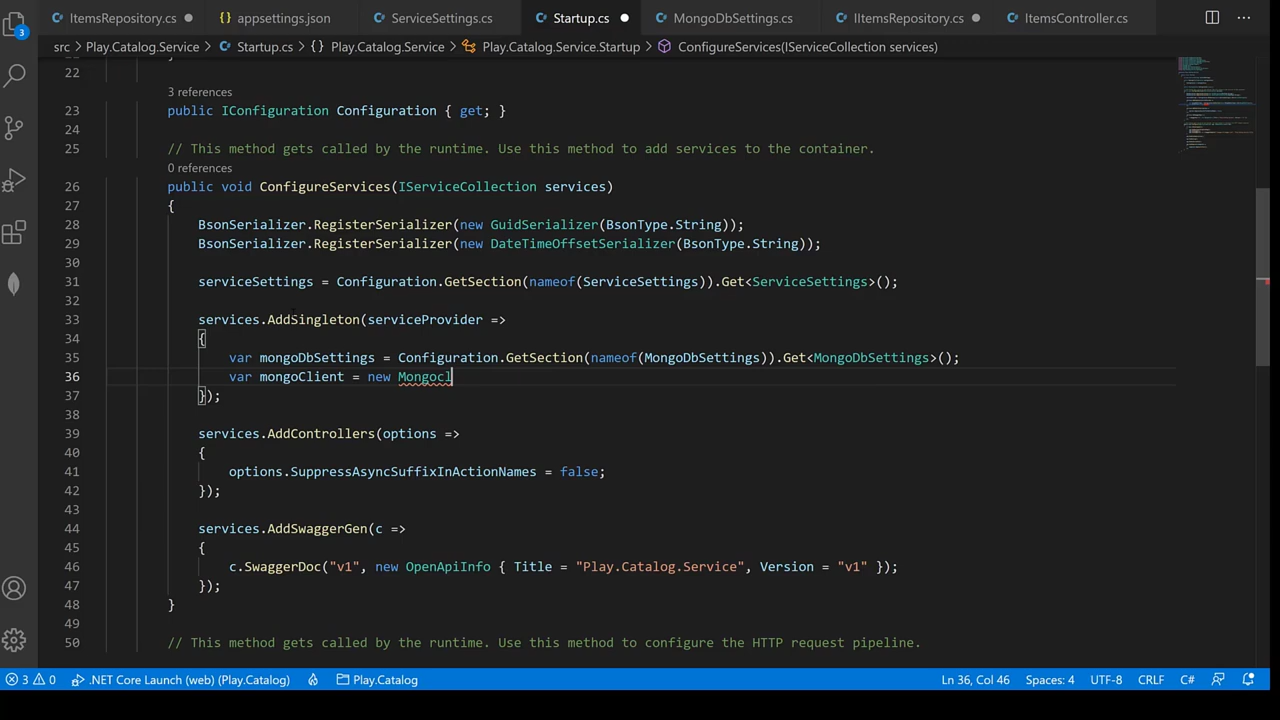 3
ItemsRepository.cs
appsettings.json
ServiceSettings.cs
Startup.cs
MongoDbSettings.cs
IItemsRepository.cs
ItemsController.cs
src > Play.Catalog.Service > Startup.cs > {} Play.Catalog.Service > Play.Catalog.Service.Startup > ConfigureServices(IServiceCollection services)
22
3 references
23 public IConfiguration Configuration { get; }
24
25 // This method gets called by the runtime. Use this method to add services to the container.
0 references
26 public void ConfigureServices(IServiceCollection services)
27 {
28 BsonSerializer.RegisterSerializer(new GuidSerializer(BsonType.String));
29 BsonSerializer.RegisterSerializer(new DateTimeOffsetSerializer(BsonType.String));
30
31 serviceSettings = Configuration.GetSection(nameof(ServiceSettings)).Get<ServiceSettings>();
32
33 services.AddSingleton(serviceProvider =>
34 {
35 var mongoDbSettings = Configuration.GetSection(nameof(MongoDbSettings)).Get<MongoDbSettings>();
36 var mongoClient = new Mongocl
37 });
38
39 services.AddControllers(options =>
40 {
41 options.SuppressAsyncSuffixInActionNames = false;
42 });
43
44 services.AddSwaggerGen(c =>
45 {
46 c.SwaggerDoc("v1", new OpenApiInfo { Title = "Play.Catalog.Service", Version = "v1" });
47 });
48 }
50 // This method gets called by the runtime. Use this method to configure the HTTP request pipeline.
3 0 .NET Core Launch (web) (Play.Catalog) Play.Catalog Ln 36, Col 46 Spaces: 4 UTF-8 CRLF C#